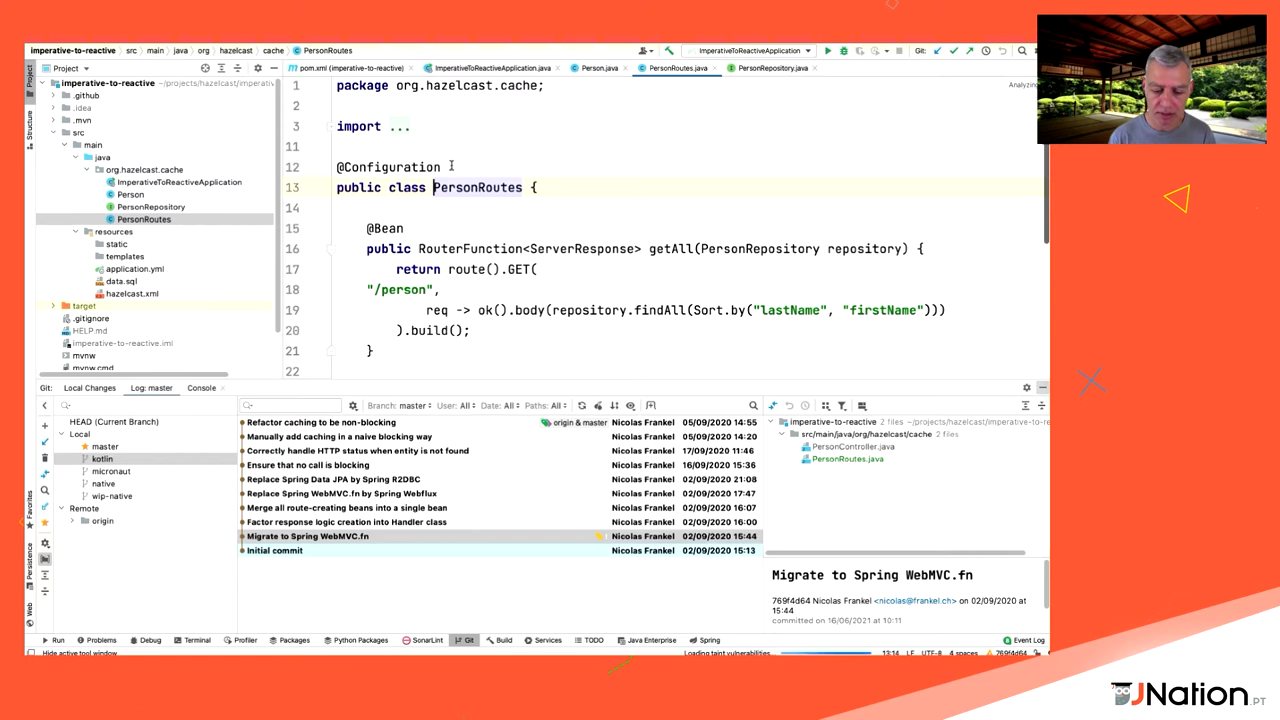 imperative-to-reactive > src > main > java > org > hazelcast > cache > PersonRoutes
ImperativeToReactiveApplication
Git:
Project
pom.xml (imperative-to-reactive)
ImperativeToReactiveApplication.java
Person.java
PersonRoutes.java
PersonRepository.java
Project
Structure
Favorites
Persistence
Web
imperative-to-reactive ~/projects/hazelcast/imperativ
.github
.idea
.mvn
src
main
java
org.hazelcast.cache
ImperativeToReactiveApplication
Person
PersonRepository
PersonRoutes
resources
static
templates
application.yml
data.sql
hazelcast.xml
target
.gitignore
HELP.md
imperative-to-reactive.iml
mvnw
mvnw.cmd
Analyzing
1 package org.hazelcast.cache;
2
3 import ...
11
12 @Configuration
13 public class PersonRoutes {
14
15 @Bean
16 public RouterFunction<ServerResponse> getAll(PersonRepository repository) {
17 return route().GET(
18 "/person",
19 req -> ok().body(repository.findAll(Sort.by("lastName", "firstName")))
20 ).build();
21 }
22
Git: Local Changes Log: master Console
HEAD (Current Branch)
Local
master
kotlin
micronaut
native
wip-native
Remote
origin
Branch: master User: All Date: All Paths: All
Refactor caching to be non-blocking origin & master Nicolas Frankel 05/09/2020 14:55
Manually add caching in a naive blocking way Nicolas Frankel 05/09/2020 14:20
Correctly handle HTTP status when entity is not found Nicolas Frankel 17/09/2020 11:46
Ensure that no call is blocking Nicolas Frankel 16/09/2020 15:36
Replace Spring Data JPA by Spring R2DBC Nicolas Frankel 02/09/2020 21:08
Replace Spring WebMVC.fn by Spring Webflux Nicolas Frankel 02/09/2020 17:47
Merge all route-creating beans into a single bean Nicolas Frankel 02/09/2020 16:07
Factor response logic creation into Handler class Nicolas Frankel 02/09/2020 16:00
Migrate to Spring WebMVC.fn Nicolas Frankel 02/09/2020 15:44
Initial commit Nicolas Frankel 02/09/2020 15:13
imperative-to-reactive 2 files ~/projects/hazelcast/imperative-to-re
src/main/java/org/hazelcast/cache 2 files
PersonController.java
PersonRoutes.java
Migrate to Spring WebMVC.fn
769f4d64 Nicolas Frankel <nicolas@frankel.ch> on 02/09/2020 at
15:44
committed on 16/06/2021 at 10:11
Run Problems Debug Terminal Profiler Packages Python Packages SonarLint Git Build Services TODO Java Enterprise Spring Event Log
Hide active tool window Loading taint vulnerabilities... 13:14 LF UTF-8 4 spaces 769f4d64
JNation.PT